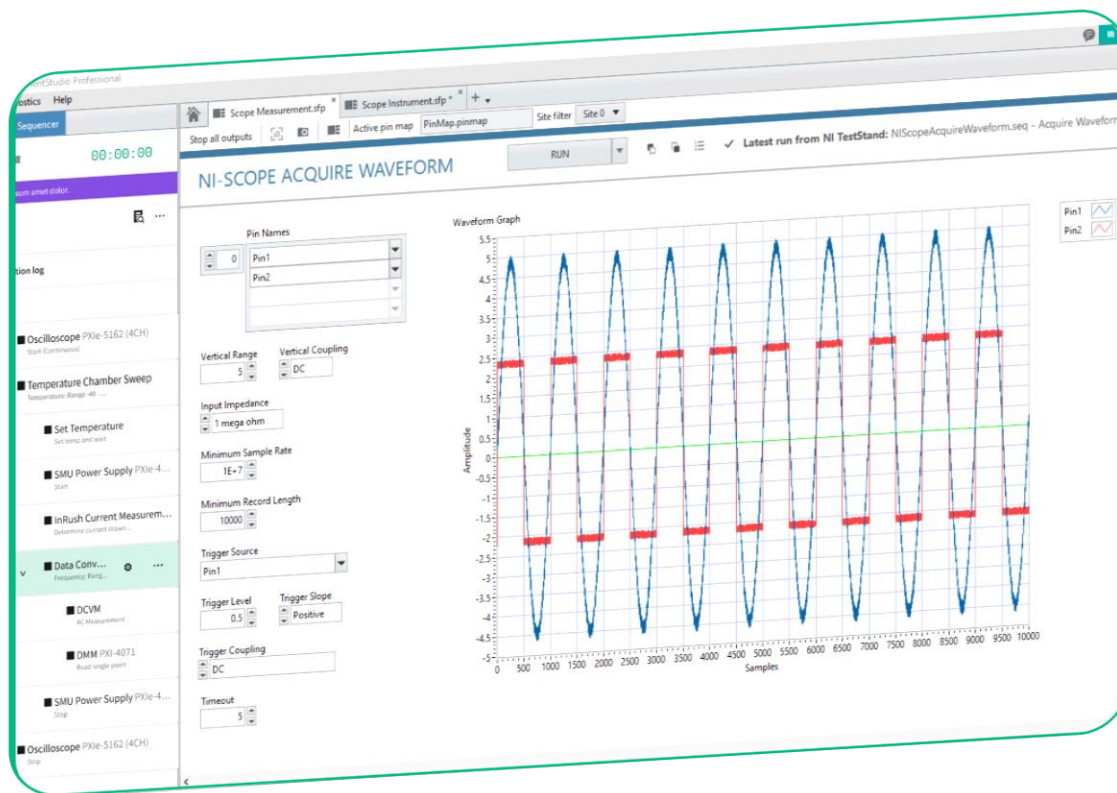 entStudio Professional
ostics Help
Sequencer
00:00:00
sum amet dolor.
tion log
Oscilloscope PXIe-5162 (4CH)
Start (Continuous)
Temperature Chamber Sweep
Temperature: Range -40 -...
Set Temperature
Set temp and wait
SMU Power Supply PXIe-4...
Start
InRush Current Measurem...
Determine current drawn...
Data Conv...
Frequency: Rang...
DCVM
AC Measurement
DMM PXI-4071
Read single point
SMU Power Supply PXIe-4...
Stop
Oscilloscope PXIe-5162 (4CH)
Stop
Scope Measurement.sfp
Scope Instrument.sfp *
Stop all outputs
Active pin map PinMap.pinmap
Site filter Site 0
NI-SCOPE ACQUIRE WAVEFORM
RUN
Latest run from NI TestStand: NIScopeAcquireWaveform.seq - Acquire Waveform
Pin Names
0
Pin1
Pin2
Vertical Range Vertical Coupling
5 DC
Input Impedance
1 mega ohm
Minimum Sample Rate
1E+7
Minimum Record Length
10000
Trigger Source
Pin1
Trigger Level Trigger Slope
0.5 Positive
Trigger Coupling
DC
Timeout
5
Waveform Graph
Pin1
Pin2
5.5
5
4.5
4
3.5
3
2.5
2
1.5
1
0.5
0
-0.5
-1
-1.5
-2
-2.5
-3
-3.5
-4
-4.5
-5
Amplitude
0 500 1000 1500 2000 2500 3000 3500 4000 4500 5000 5500 6000 6500 7000 7500 8000 8500 9000 9500 10000
Samples